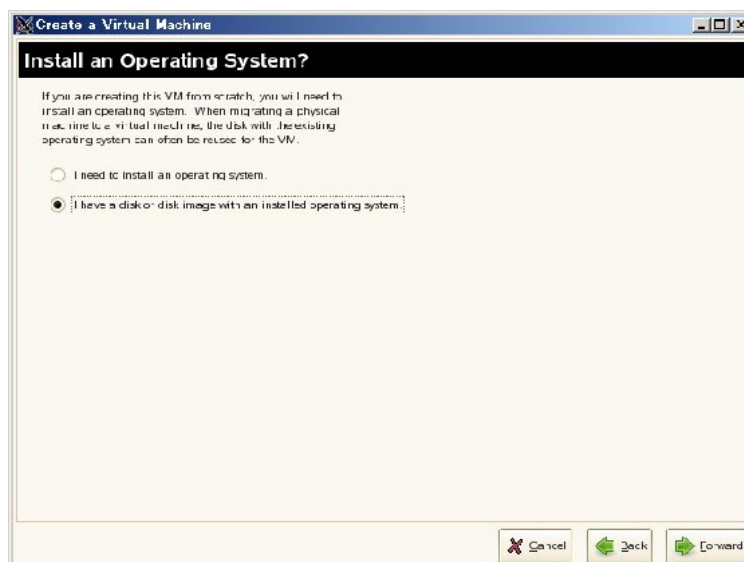 Create a Virtual Machine
Install an Operating System?
If you are creating this VM from scratch, you will need to
install an operating system. When migrating a physical
machine to a virtual machine, the disk with the existing
operating system can often be reused for the VM.
I need to install an operating system.
I have a disk or disk image with an installed operating system.
Cancel
Back
Forward